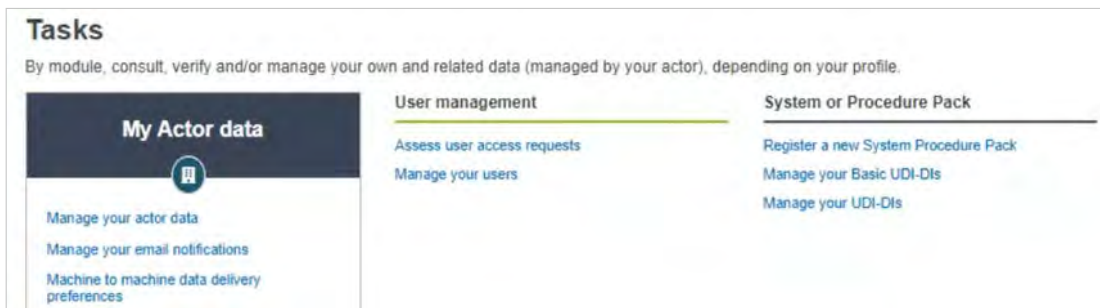 Tasks
By module, consult, verify and/or manage your own and related data (managed by your actor), depending on your profile.
My Actor data
Manage your actor data
Manage your email notifications
Machine to machine data delivery
preferences
User management
Assess user access requests
Manage your users
System or Procedure Pack
Register a new System Procedure Pack
Manage your Basic UDI-DIs
Manage your UDI-DIs